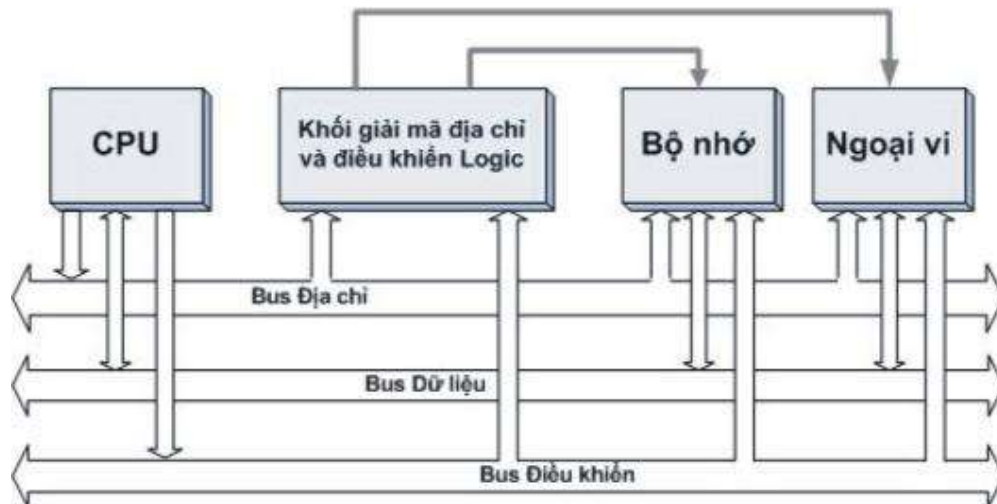 CPU
Khối giải mã địa chỉ
và điều khiển Logic
Bộ nhớ
Ngoại vi
Bus Địa chỉ
Bus Dữ liệu
Bus Điều khiển